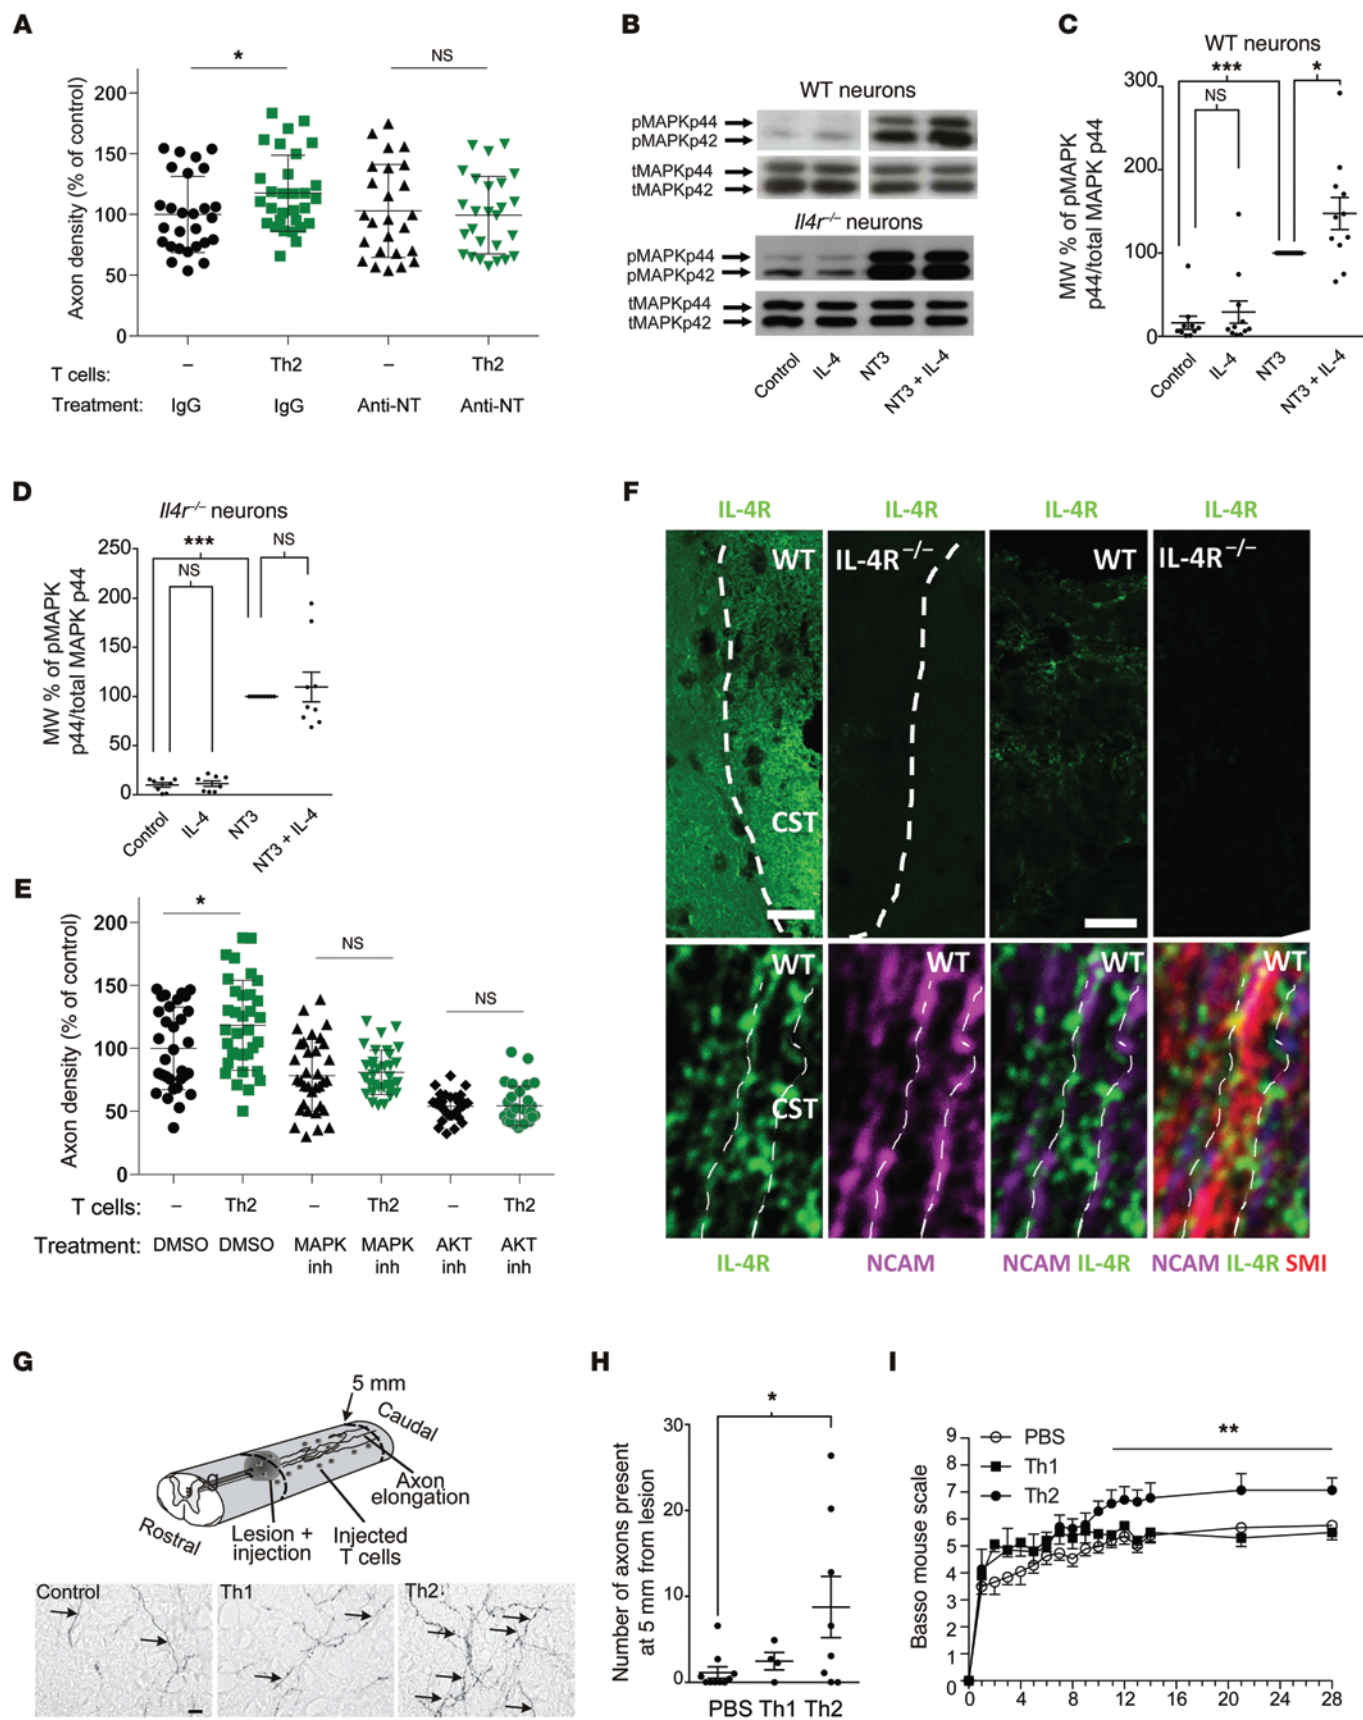 A
Axon density (% of control)
200
150
100
50
0
* NS
T cells: – Th2 – Th2
Treatment: IgG IgG Anti-NT Anti-NT
B
WT neurons
pMAPKp44
pMAPKp42
tMAPKp44
tMAPKp42
Il4r–/– neurons
pMAPKp44
pMAPKp42
tMAPKp44
tMAPKp42
Control IL-4 NT3 NT3 + IL-4
C
WT neurons
*** *
NS
MW % of pMAPK
p44/total MAPK p44
300
200
100
0
Control IL-4 NT3 NT3 + IL-4
D
Il4r–/– neurons
*** NS
NS
MW % of pMAPK
p44/total MAPK p44
250
200
150
100
50
0
Control IL-4 NT3 NT3 + IL-4
E
Axon density (% of control)
200
150
100
50
0
* NS NS
T cells: – Th2 – Th2 – Th2
Treatment: DMSO DMSO MAPK MAPK AKT AKT
inh inh inh inh
F
IL-4R IL-4R IL-4R IL-4R
WT IL-4R–/– WT IL-4R–/–
CST
WT WT WT WT
CST
IL-4R NCAM NCAM IL-4R NCAM IL-4R SMI
G
5 mm
Caudal
Axon
elongation
Rostral
Lesion +
injection
Injected
T cells
Control Th1 Th2
H
*
Number of axons present
at 5 mm from lesion
30
20
10
0
PBS Th1 Th2
I
Basso mouse scale
9
8
7
6
5
4
3
2
1
0
PBS
Th1
Th2
**
0 4 8 12 16 20 24 28